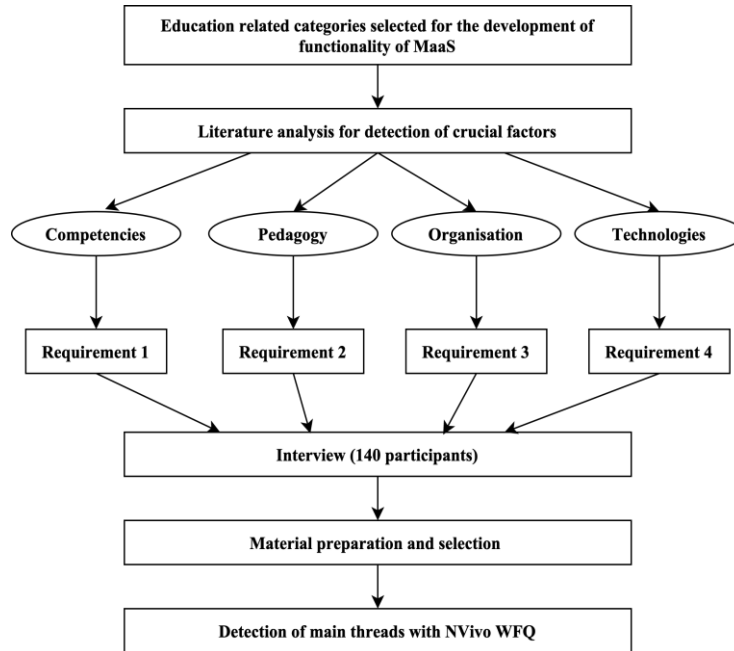 Education related categories selected for the development of
functionality of MaaS
Literature analysis for detection of crucial factors
Competencies
Pedagogy
Organisation
Technologies
Requirement 1
Requirement 2
Requirement 3
Requirement 4
Interview (140 participants)
Material preparation and selection
Detection of main threads with NVivo WFQ